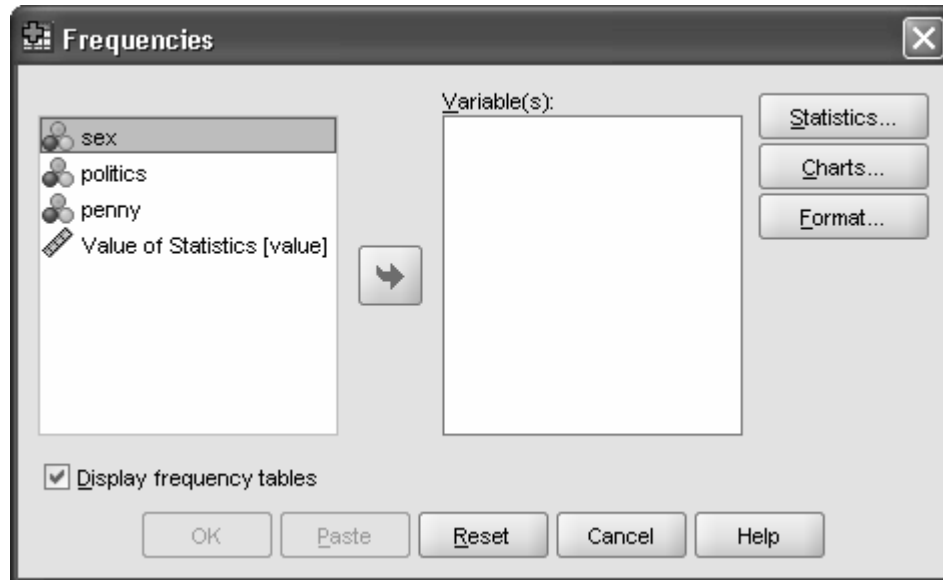 Frequencies
sex
politics
penny
Value of Statistics [value]
Variable(s):
Statistics...
Charts...
Format...
Display frequency tables
OK
Paste
Reset
Cancel
Help